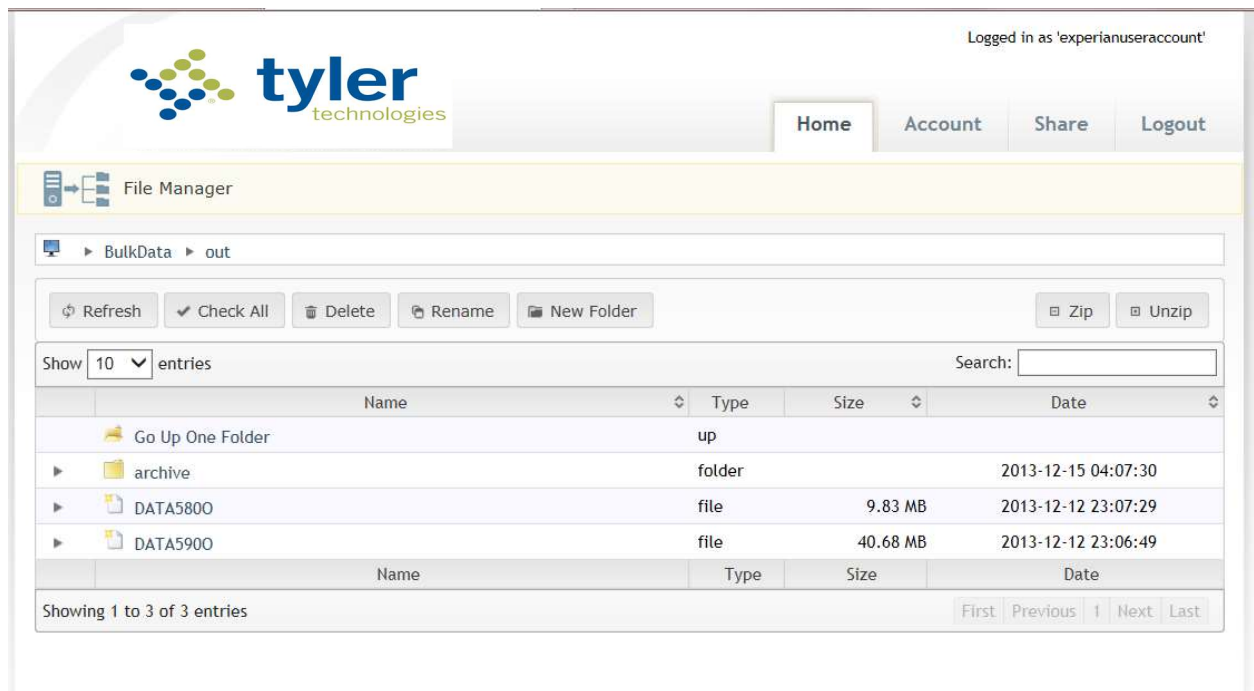 Logged in as 'experianuseraccount'
tyler
technologies
Home Account Share Logout
File Manager
BulkData out
Refresh Check All Delete Rename New Folder Zip Unzip
Show 10 entries Search:
Name Type Size Date
Go Up One Folder up
archive folder 2013-12-15 04:07:30
DATA580O file 9.83 MB 2013-12-12 23:07:29
DATA590O file 40.68 MB 2013-12-12 23:06:49
Name Type Size Date
Showing 1 to 3 of 3 entries First Previous 1 Next Last